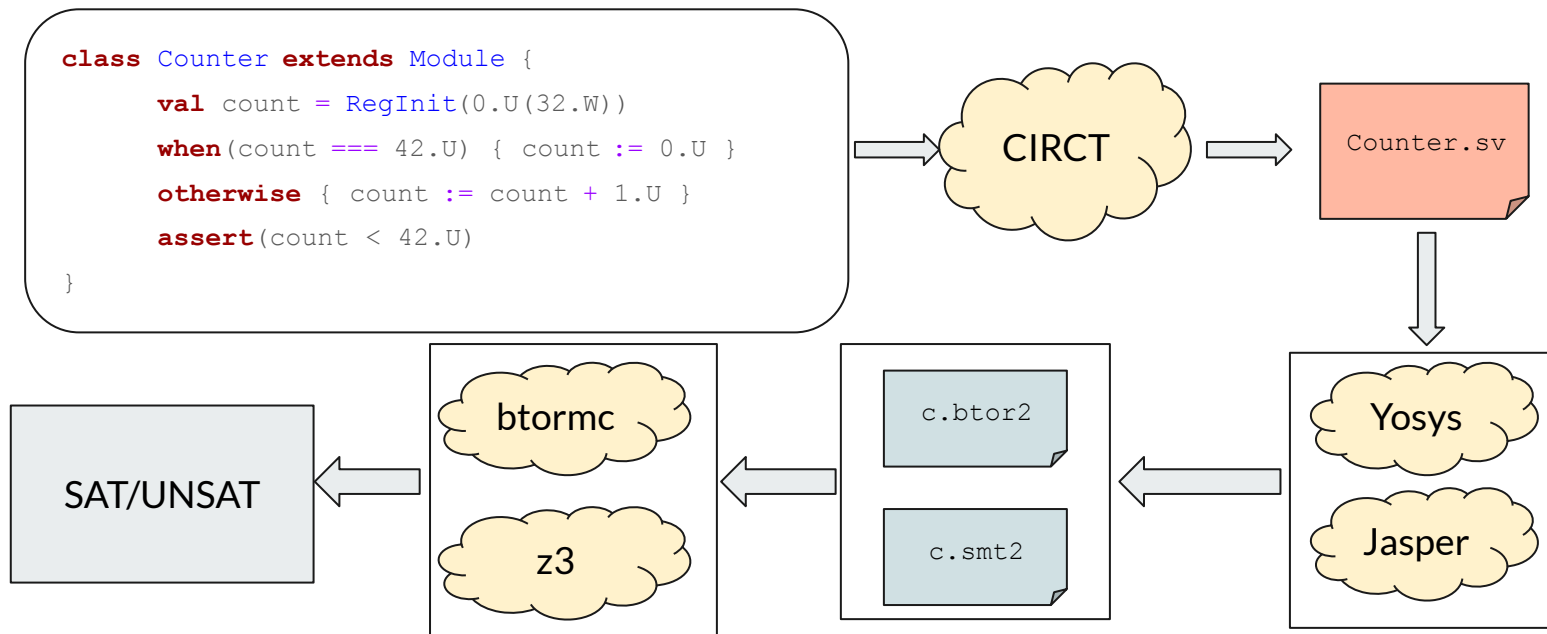 class Counter extends Module {
val count = RegInit(0.U(32.W))
when(count === 42.U) { count := 0.U }
otherwise { count := count + 1.U }
assert(count < 42.U)
}
CIRCT
Counter.sv
Yosys
Jasper
c.btor2
c.smt2
btormc
z3
SAT/UNSAT